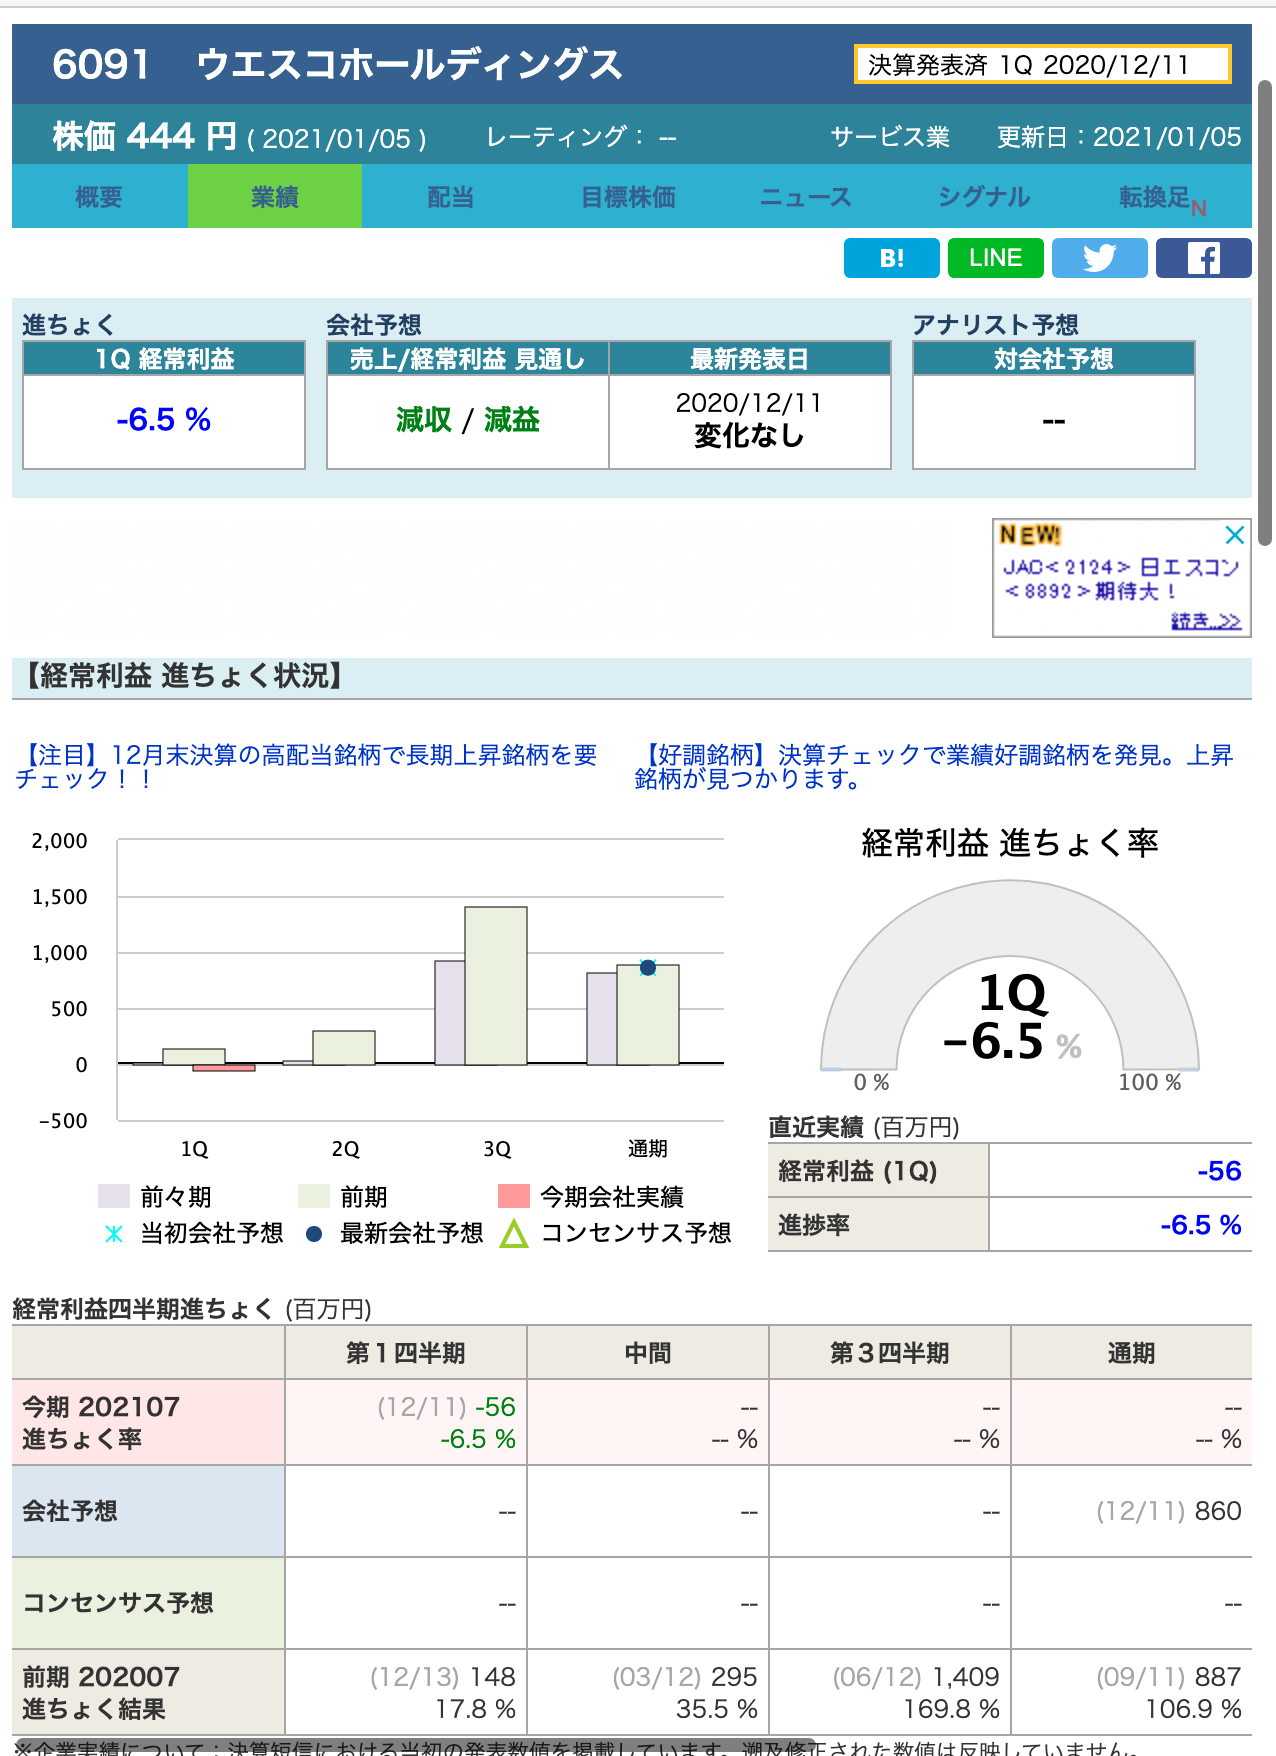 6091 ウエスコホールディングス
決算発表済 1Q 2020/12/11
株価 444 円 ( 2021/01/05 ) レーティング： -- サービス業 更新日：2021/01/05
概要 業績 配当 目標株価 ニュース シグナル 転換足N
B! LINE
進ちょく 会社予想 アナリスト予想
1Q 経常利益 売上/経常利益 見通し 最新発表日 対会社予想
-6.5 % 減収 / 減益 2020/12/11 --
変化なし
NEW!
JAC<2124> 日エスコン
<8892>期待大！
続き..>>
【経常利益 進ちょく状況】
【注目】12月末決算の高配当銘柄で長期上昇銘柄を要
チェック！！
【好調銘柄】決算チェックで業績好調銘柄を発見。上昇
銘柄が見つかります。
2,000
1,500
1,000
500
0
-500
1Q 2Q 3Q 通期
前々期 前期 今期会社実績
当初会社予想 最新会社予想 コンセンサス予想
経常利益 進ちょく率
1Q
-6.5 %
0 % 100 %
直近実績 (百万円)
経常利益 (1Q) -56
進捗率 -6.5 %
経常利益四半期進ちょく (百万円)
第１四半期 中間 第３四半期 通期
今期 202107 (12/11) -56 -- -- --
進ちょく率 -6.5 % -- % -- % -- %
会社予想 -- -- -- (12/11) 860
コンセンサス予想 -- -- -- --
前期 202007 (12/13) 148 (03/12) 295 (06/12) 1,409 (09/11) 887
進ちょく結果 17.8 % 35.5 % 169.8 % 106.9 %
※企業実績について：決算短信における当初の発表数値を掲載しています。遡及修正された数値は反映していません。